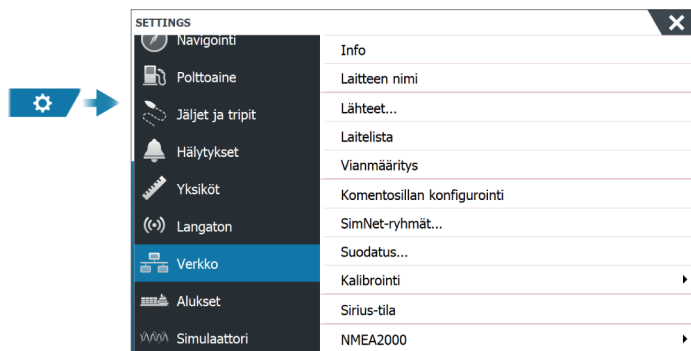 SETTINGS
Navigointi
Polttoaine
Jäljet ja tripit
Hälytykset
Yksiköt
Langaton
Verkko
Alukset
Simulaattori
Info
Laitteen nimi
Lähteet...
Laitelista
Vianmääritys
Komentosillan konfigurointi
SimNet-ryhmät...
Suodatus...
Kalibrointi
Sirius-tila
NMEA2000